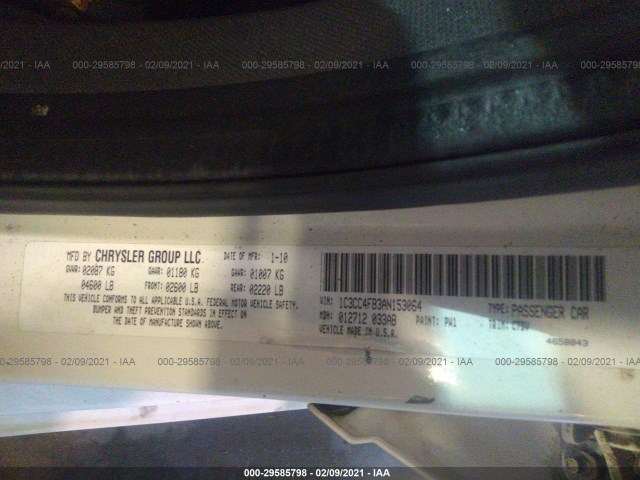 000-29585798 - 02/09/2021 - IAA
MFD BY CHRYSLER GROUP LLC DATE OF MFR: 1-10
GVWR: 02087 KG GAWR: 01180 KG GAWR: 01007 KG
04600 LB FRONT: 02600 LB REAR: 02220 LB
THIS VEHICLE CONFORMS TO ALL APPLICABLE U.S.A. FEDERAL MOTOR VEHICLE SAFETY,
BUMPER AND THEFT PREVENTION STANDARDS IN EFFECT ON
THE DATE OF MANUFACTURE SHOWN ABOVE.
VIN: 1C3CC4FB3AN153064 TYPE: PASSENGER CAR
MDH: 012712 033AB PAINT: PW1 TRIM:
VEHICLE MADE IN U.S.A. 4658843
000-29585798 - 02/09/2021 - IAA
000-29585798 - 02/09/2021 - IAA